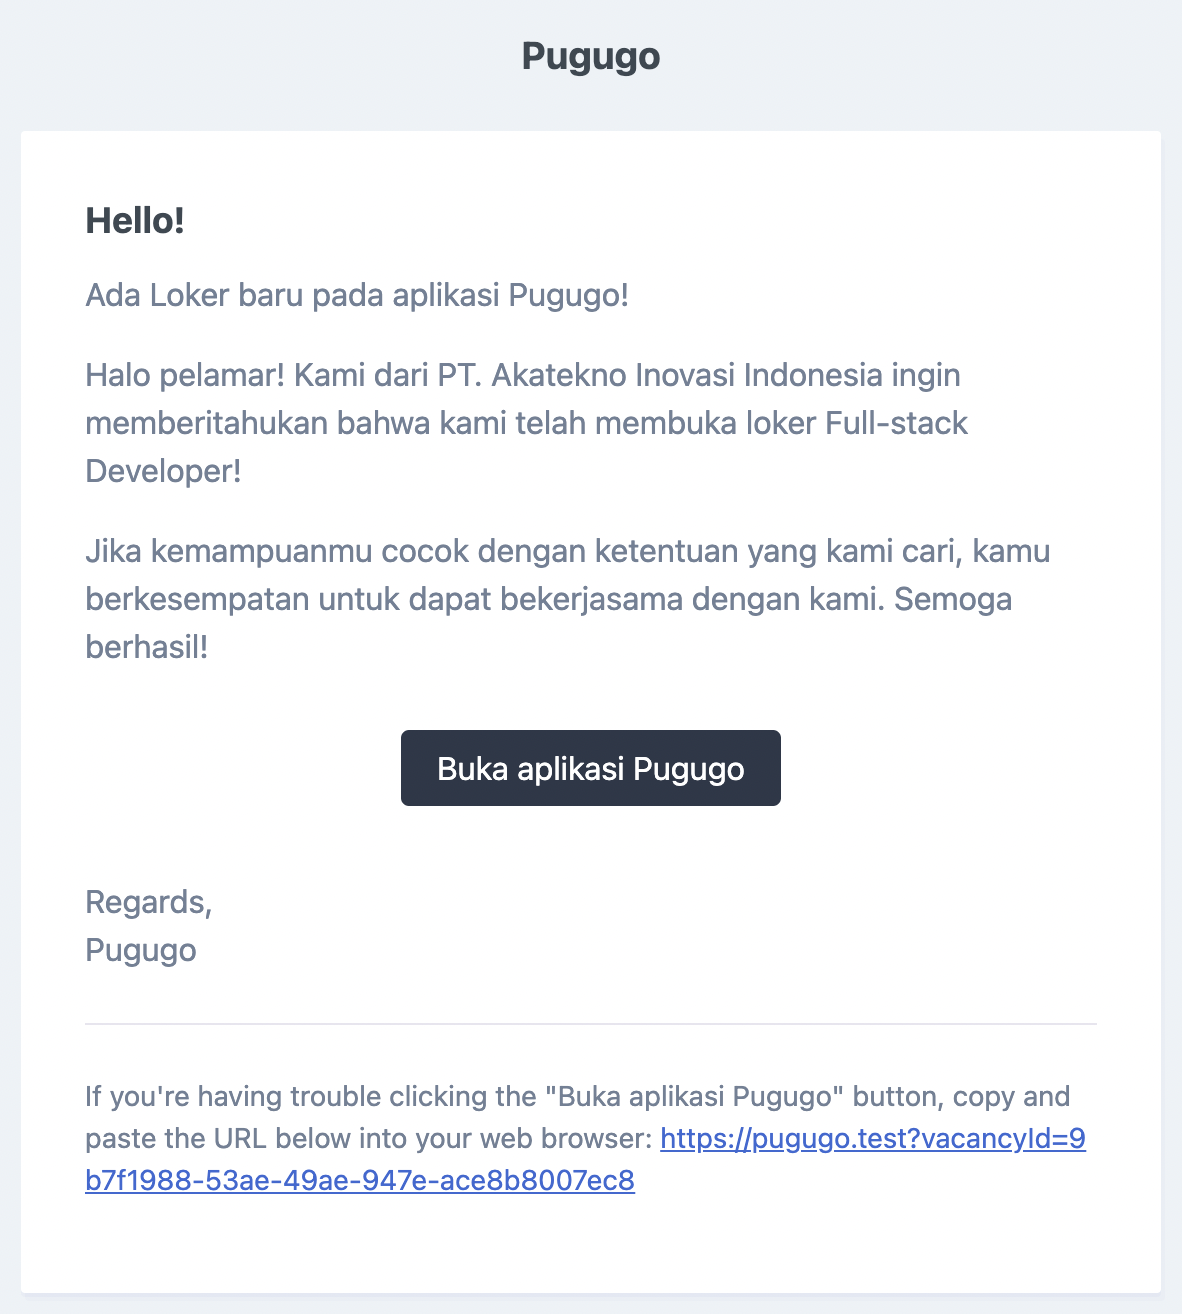 Pugugo
Hello!
Ada Loker baru pada aplikasi Pugugo!
Halo pelamar! Kami dari PT. Akatekno Inovasi Indonesia ingin
memberitahukan bahwa kami telah membuka loker Full-stack
Developer!
Jika kemampuanmu cocok dengan ketentuan yang kami cari, kamu
berkesempatan untuk dapat bekerjasama dengan kami. Semoga
berhasil!
Buka aplikasi Pugugo
Regards,
Pugugo
If you're having trouble clicking the "Buka aplikasi Pugugo" button, copy and
paste the URL below into your web browser: https://pugugo.test?vacancyId=9
b7f1988-53ae-49ae-947e-ace8b8007ec8